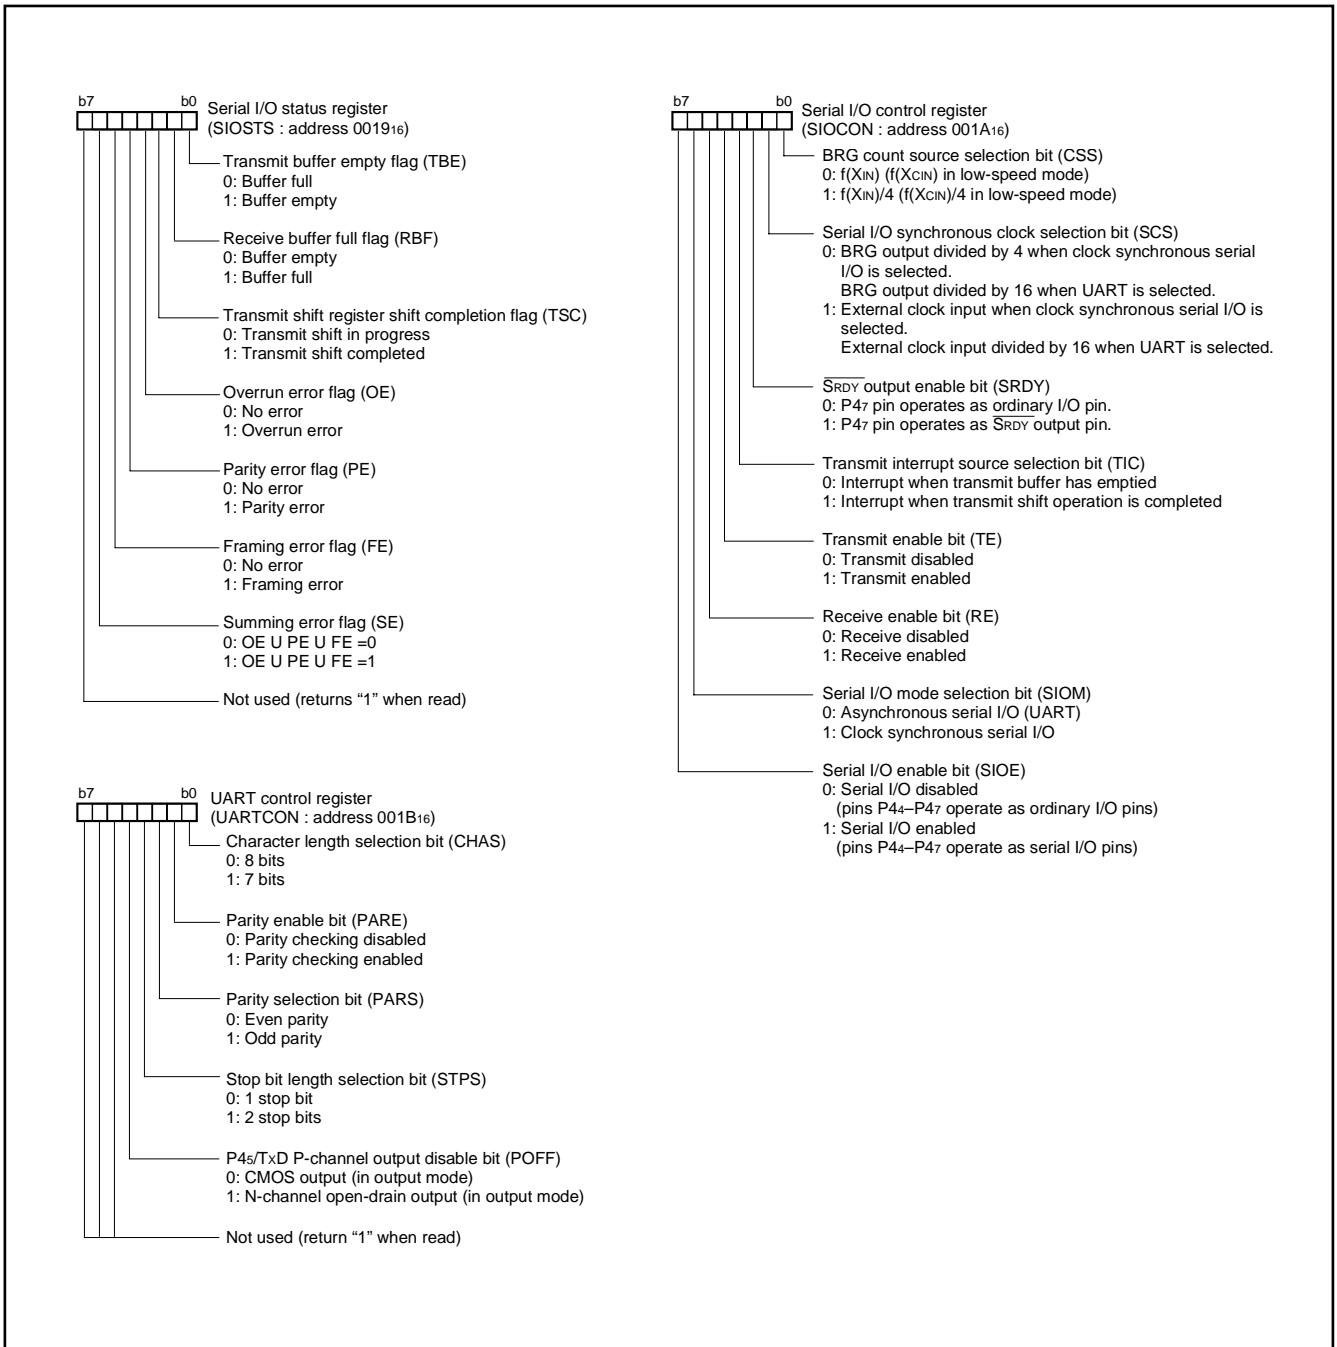 b7 b0 Serial I/O status register
(SIOSTS : address 0019₁₆)
Transmit buffer empty flag (TBE)
0: Buffer full
1: Buffer empty
Receive buffer full flag (RBF)
0: Buffer empty
1: Buffer full
Transmit shift register shift completion flag (TSC)
0: Transmit shift in progress
1: Transmit shift completed
Overrun error flag (OE)
0: No error
1: Overrun error
Parity error flag (PE)
0: No error
1: Parity error
Framing error flag (FE)
0: No error
1: Framing error
Summing error flag (SE)
0: OE U PE U FE =0
1: OE U PE U FE =1
Not used (returns “1” when read)
b7 b0 UART control register
(UARTCON : address 001B₁₆)
Character length selection bit (CHAS)
0: 8 bits
1: 7 bits
Parity enable bit (PARE)
0: Parity checking disabled
1: Parity checking enabled
Parity selection bit (PARS)
0: Even parity
1: Odd parity
Stop bit length selection bit (STPS)
0: 1 stop bit
1: 2 stop bits
P4₅/TxD P-channel output disable bit (POFF)
0: CMOS output (in output mode)
1: N-channel open-drain output (in output mode)
Not used (return “1” when read)
b7 b0 Serial I/O control register
(SIOCON : address 001A₁₆)
BRG count source selection bit (CSS)
0: f(XIN) (f(XCIN) in low-speed mode)
1: f(XIN)/4 (f(XCIN)/4 in low-speed mode)
Serial I/O synchronous clock selection bit (SCS)
0: BRG output divided by 4 when clock synchronous serial
I/O is selected.
BRG output divided by 16 when UART is selected.
1: External clock input when clock synchronous serial I/O is
selected.
External clock input divided by 16 when UART is selected.
SRDY output enable bit (SRDY)
0: P4₇ pin operates as ordinary I/O pin.
1: P4₇ pin operates as SRDY output pin.
Transmit interrupt source selection bit (TIC)
0: Interrupt when transmit buffer has emptied
1: Interrupt when transmit shift operation is completed
Transmit enable bit (TE)
0: Transmit disabled
1: Transmit enabled
Receive enable bit (RE)
0: Receive disabled
1: Receive enabled
Serial I/O mode selection bit (SIOM)
0: Asynchronous serial I/O (UART)
1: Clock synchronous serial I/O
Serial I/O enable bit (SIOE)
0: Serial I/O disabled
(pins P4₄–P4₇ operate as ordinary I/O pins)
1: Serial I/O enabled
(pins P4₄–P4₇ operate as serial I/O pins)